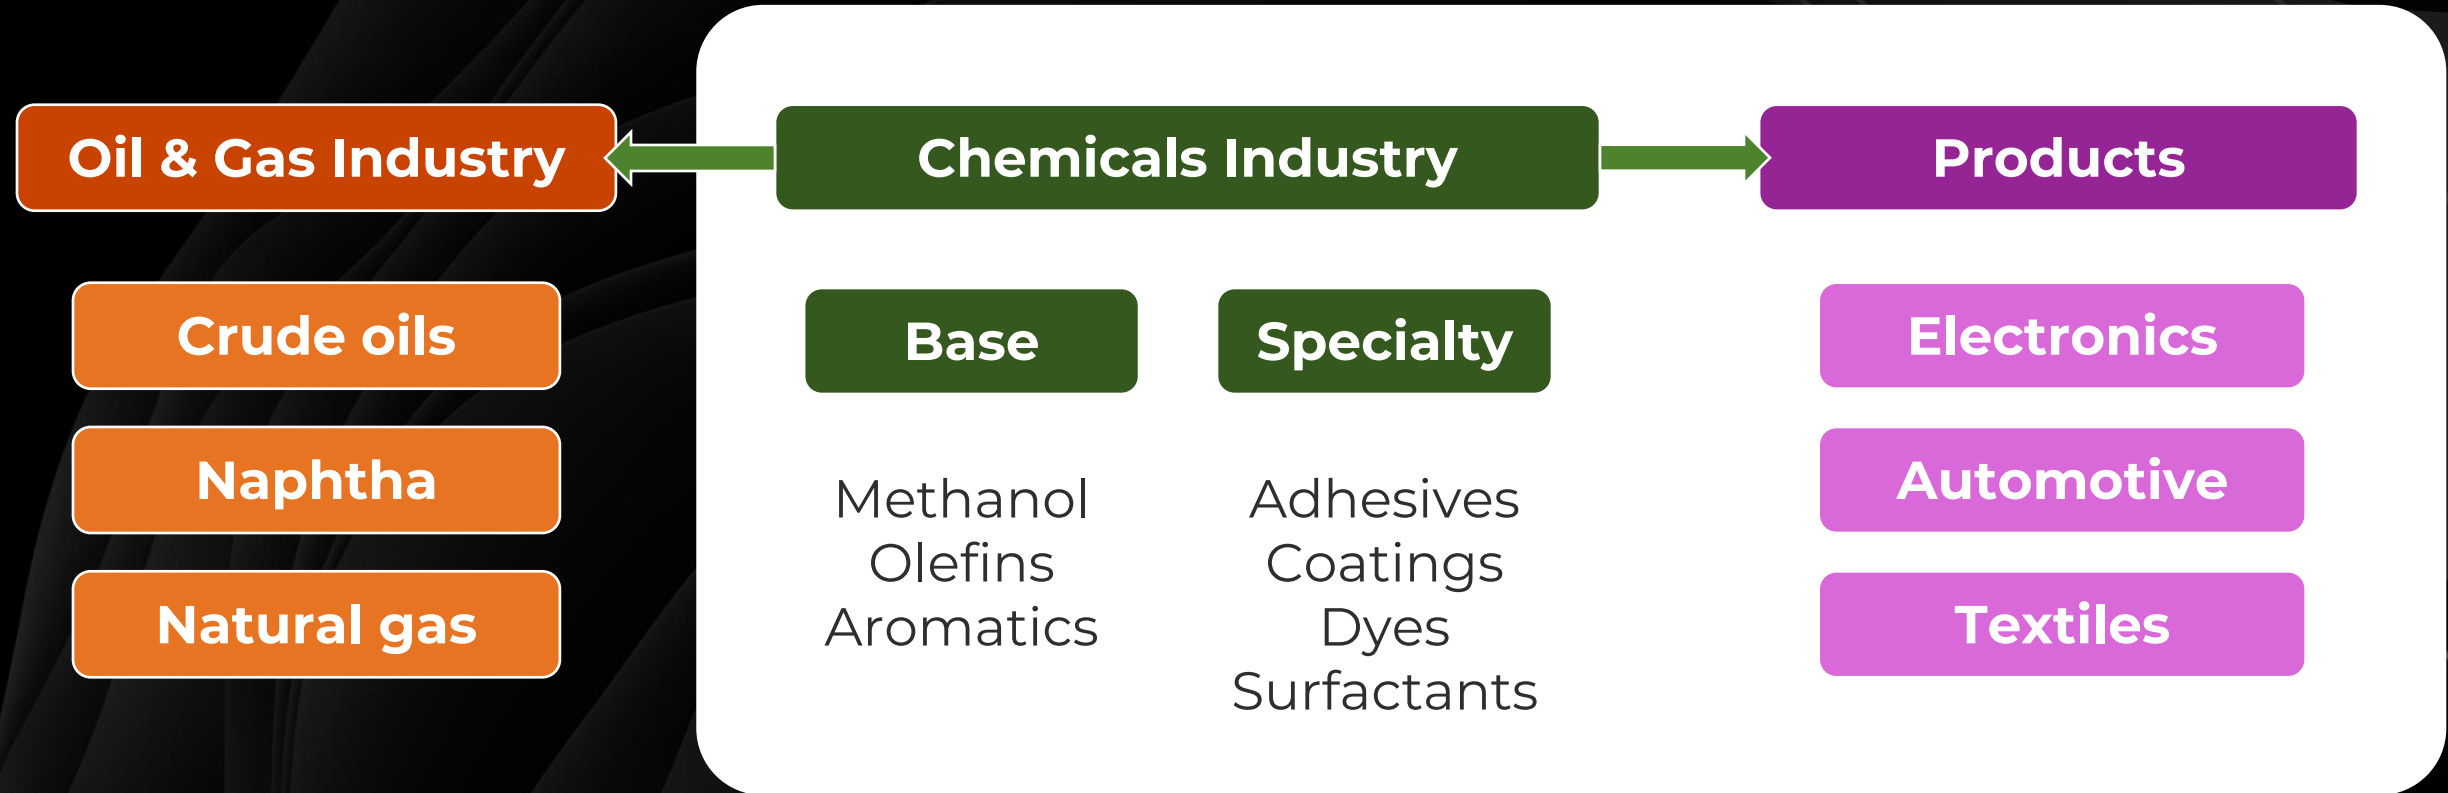 Oil & Gas Industry
Chemicals Industry
Products
Crude oils
Naphtha
Natural gas
Base
Methanol
Olefins
Aromatics
Specialty
Adhesives
Coatings
Dyes
Surfactants
Electronics
Automotive
Textiles